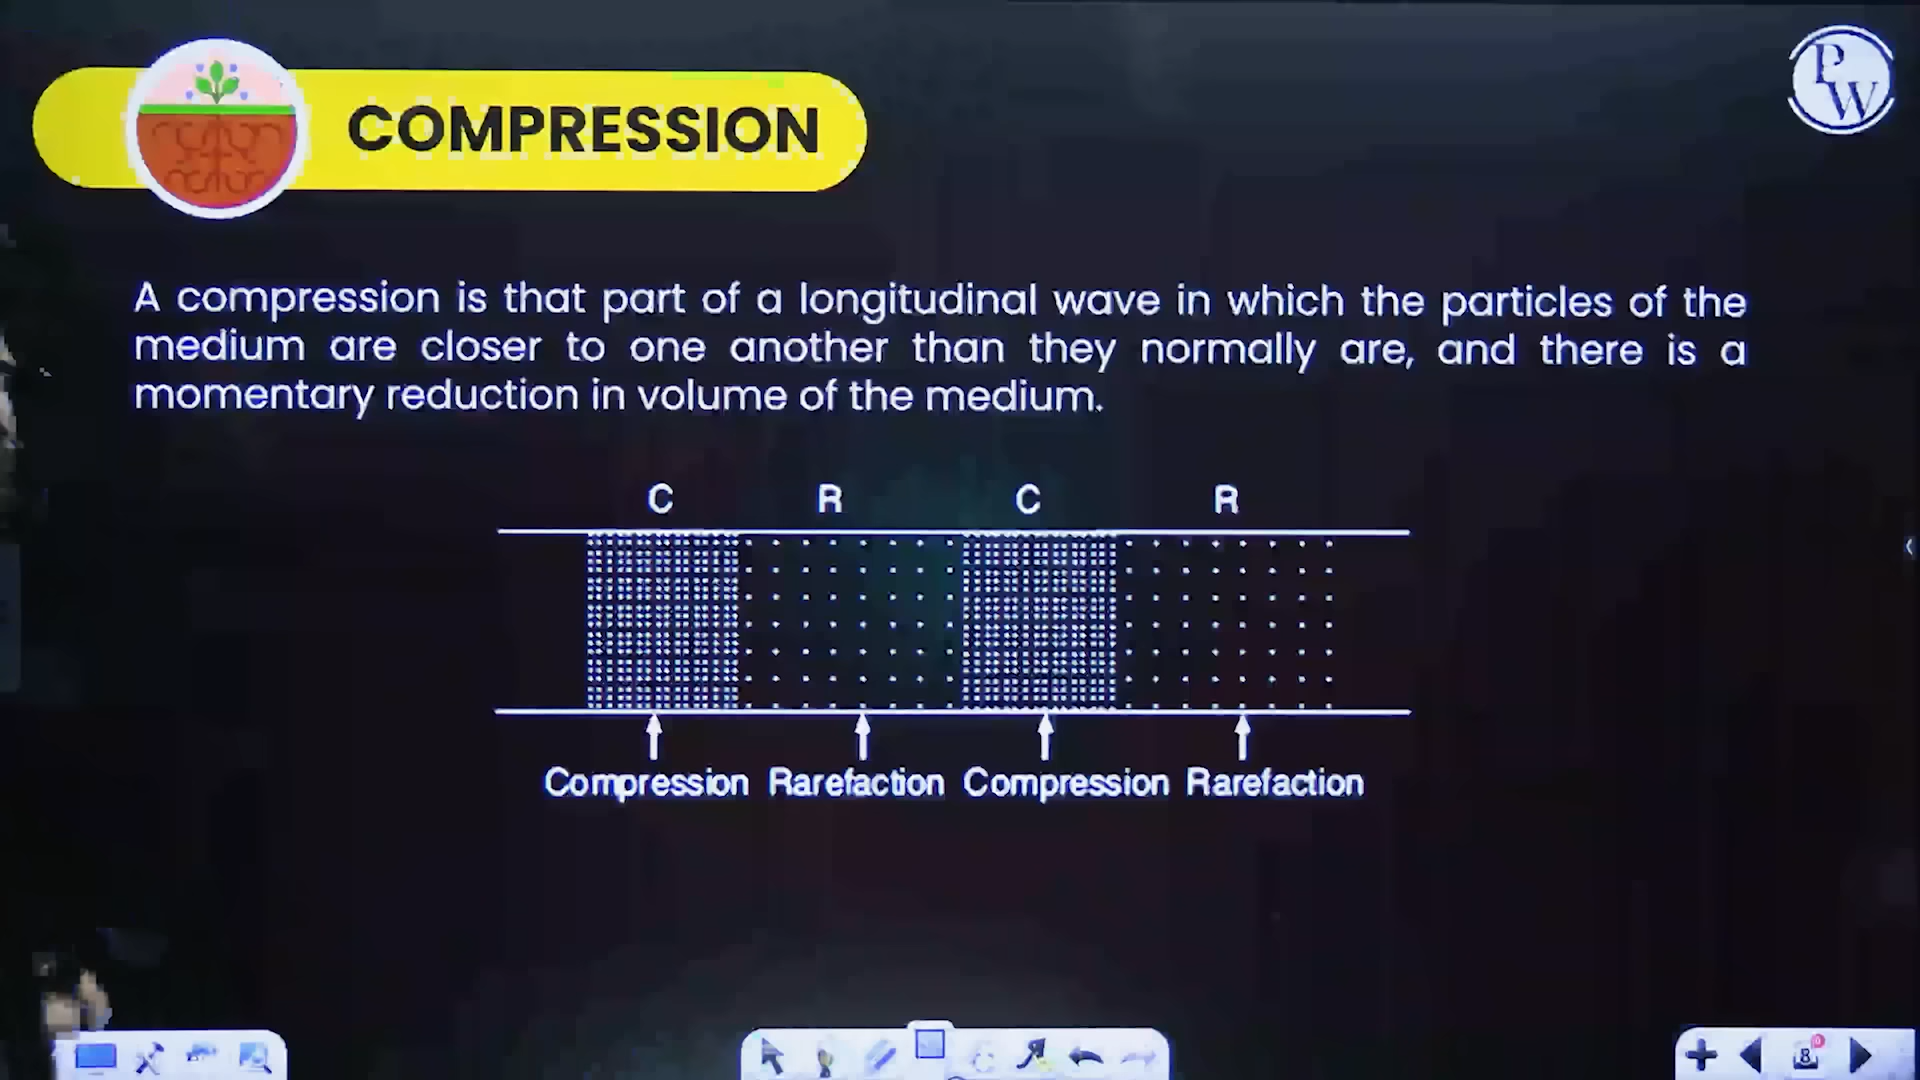 P
W
COMPRESSION
A compression is that part of a longitudinal wave in which the particles of the
medium are closer to one another than they normally are, and there is a
momentary reduction in volume of the medium.
C R C R
Compression Rarefaction Compression Rarefaction
8
0